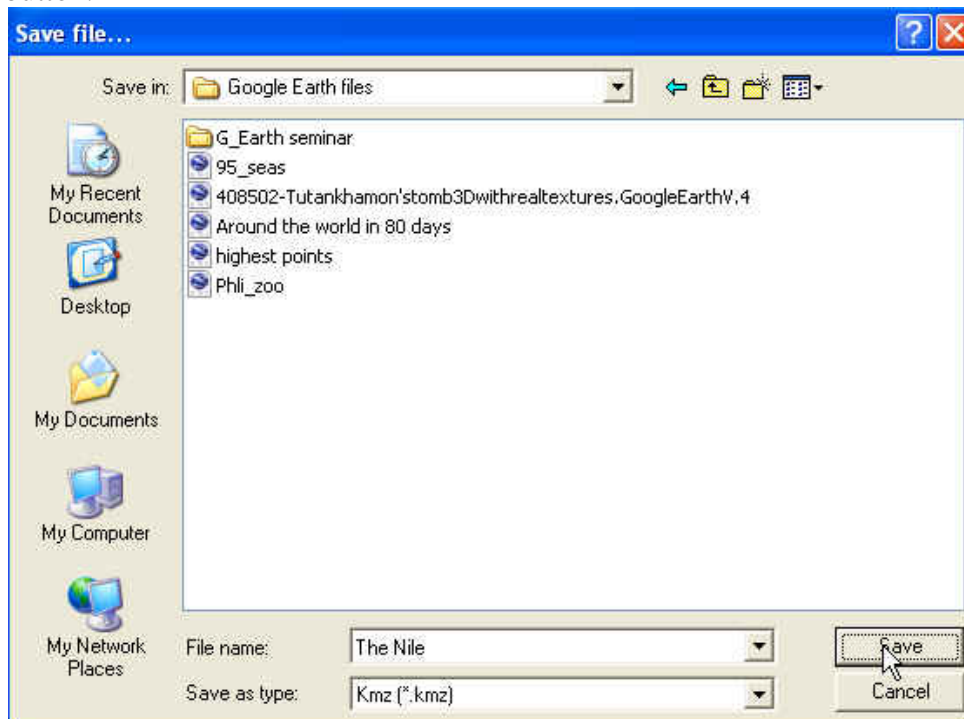 Save file...
Save in:
Google Earth files
G_Earth seminar
95_seas
408502-Tutankhamon'stomb3Dwithrealtextures.GoogleEarthV.4
Around the world in 80 days
highest points
Phli_zoo
My Recent
Documents
Desktop
My Documents
My Computer
My Network
Places
File name:
The Nile
Save
Save as type:
Kmz (*.kmz)
Cancel